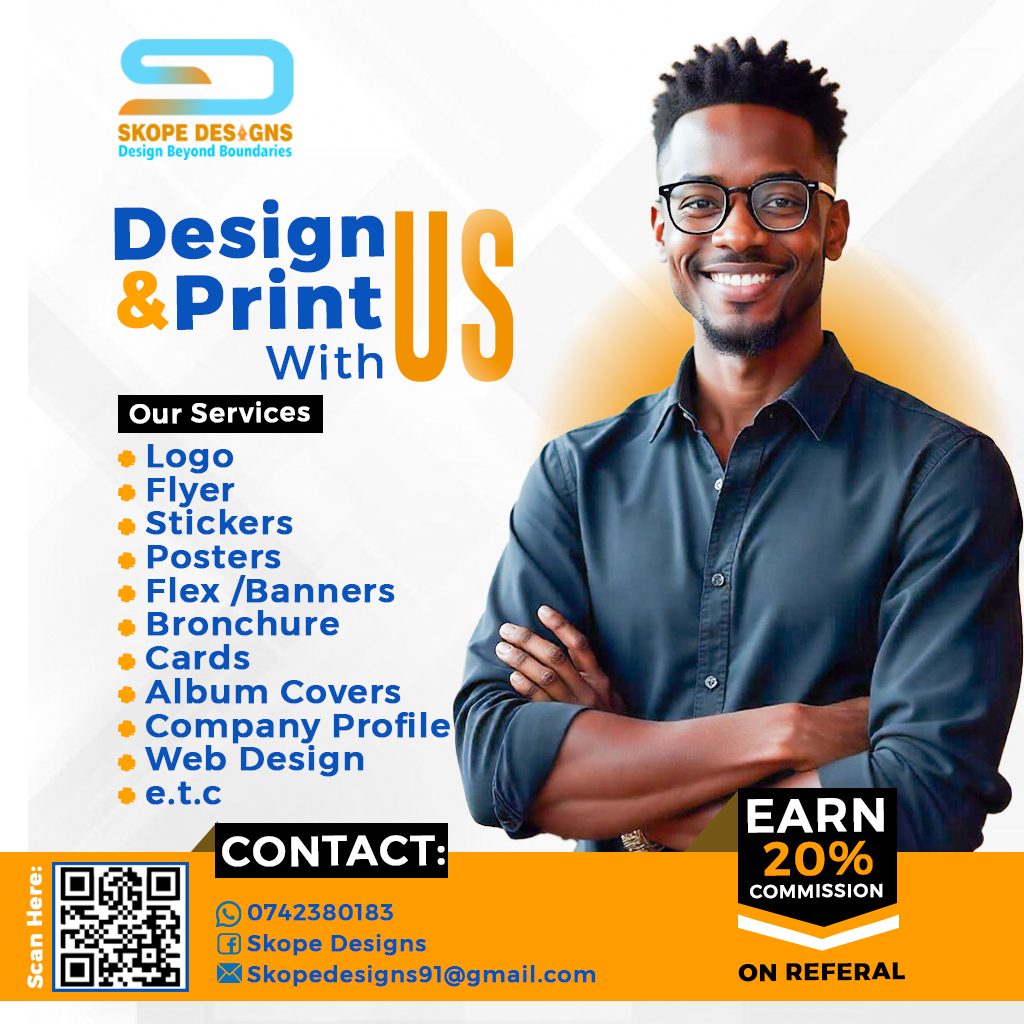 SKOPE DESIGNS
Design Beyond Boundaries
Design
&Print
With US
Our Services
Logo
Flyer
Stickers
Posters
Flex /Banners
Bronchure
Cards
Album Covers
Company Profile
Web Design
e.t.c
Scan Here:
CONTACT:
0742380183
Skope Designs
Skopedesigns91@gmail.com
EARN
20%
COMMISSION
ON REFERAL